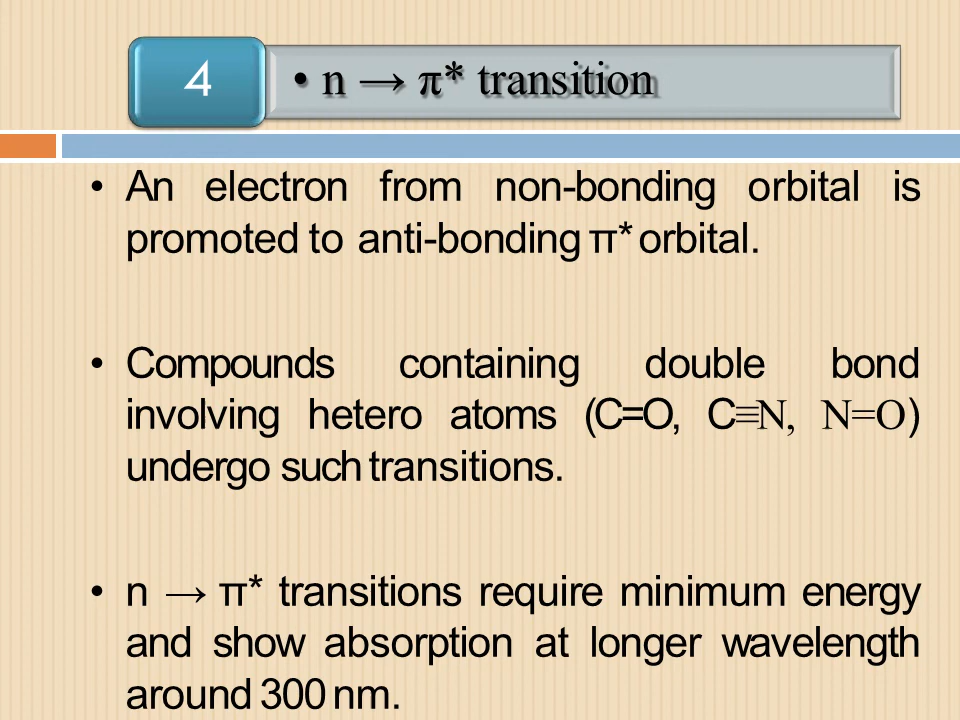 4
• n → π* transition
• An electron from non-bonding orbital is
promoted to anti-bonding π* orbital.
• Compounds containing double bond
involving hetero atoms (C=O, C≡N, N=O)
undergo such transitions.
• n → π* transitions require minimum energy
and show absorption at longer wavelength
around 300 nm.